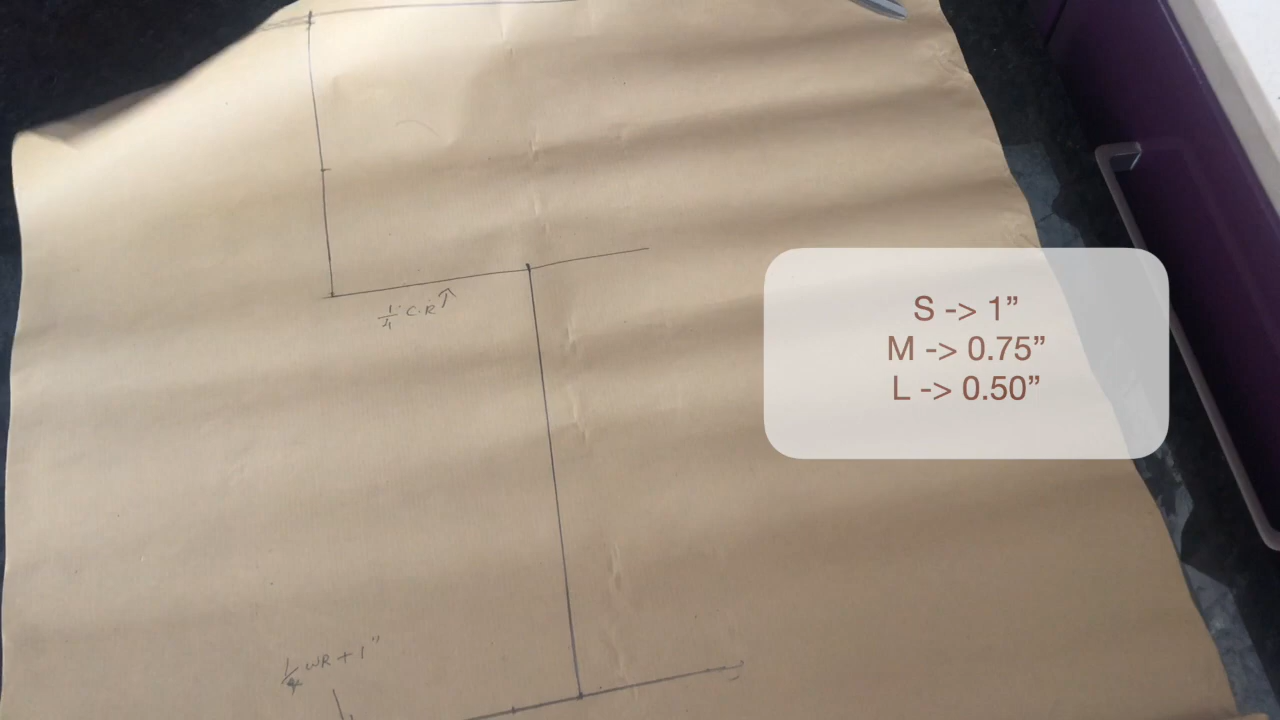 1/4 C.R ↑
S -> 1”
M -> 0.75”
L -> 0.50”
1/4 WR + 1"